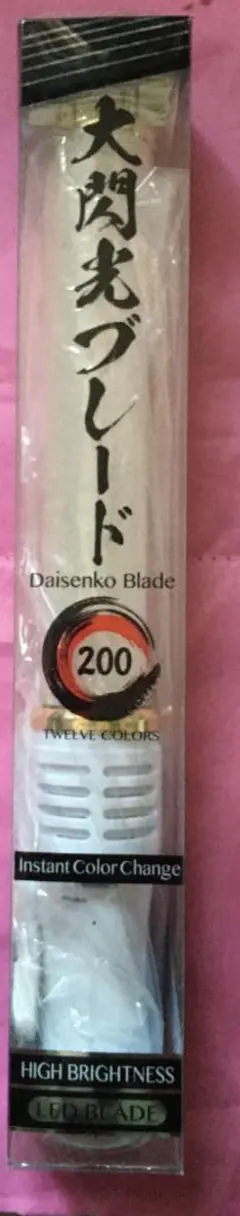 大閃光ブレード
Daisenko Blade
200
TWELVE COLORS
Instant Color Change
HIGH BRIGHTNESS
LED BLADE